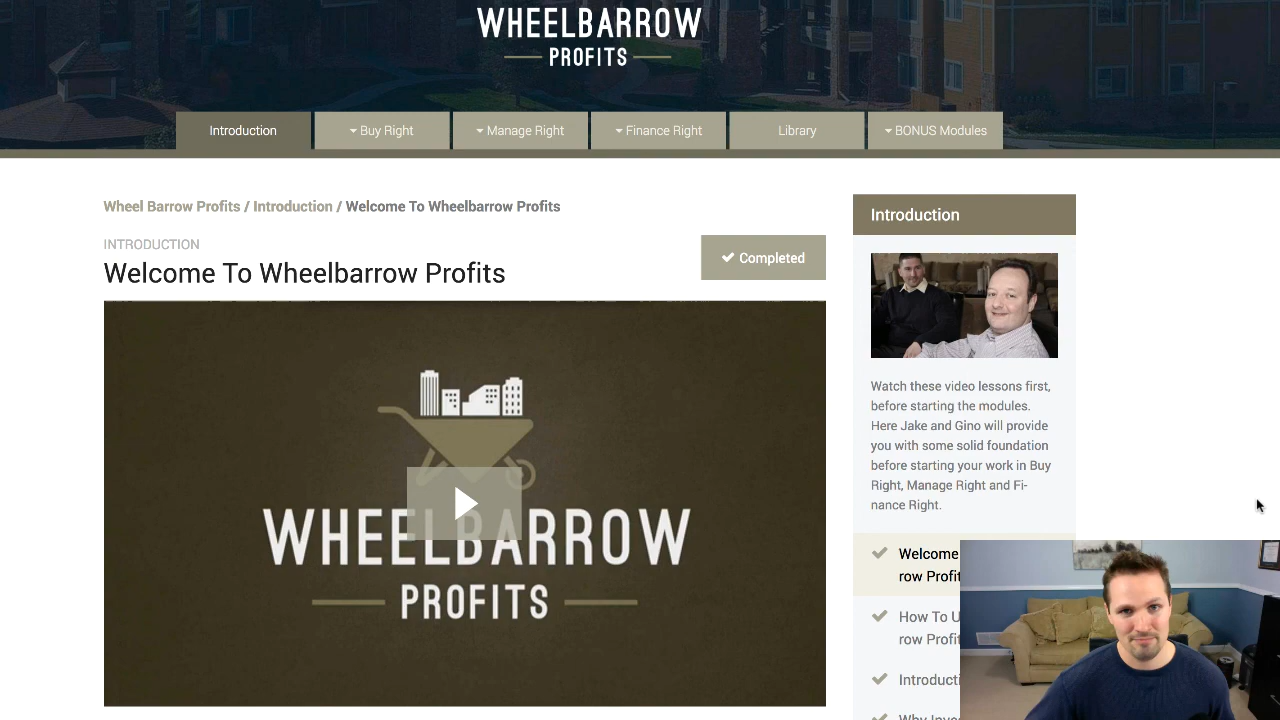 WHEELBARROW
PROFITS
Introduction
Buy Right
Manage Right
Finance Right
Library
BONUS Modules
Wheel Barrow Profits / Introduction / Welcome To Wheelbarrow Profits
INTRODUCTION
Welcome To Wheelbarrow Profits
Completed
WHEELBARROW
PROFITS
Introduction
Watch these video lessons first,
before starting the modules.
Here Jake and Gino will provide
you with some solid foundation
before starting your work in Buy
Right, Manage Right and Fi-
nance Right.
Welcome
row Profit
How To U
row Profit
Introducti
Why Inve